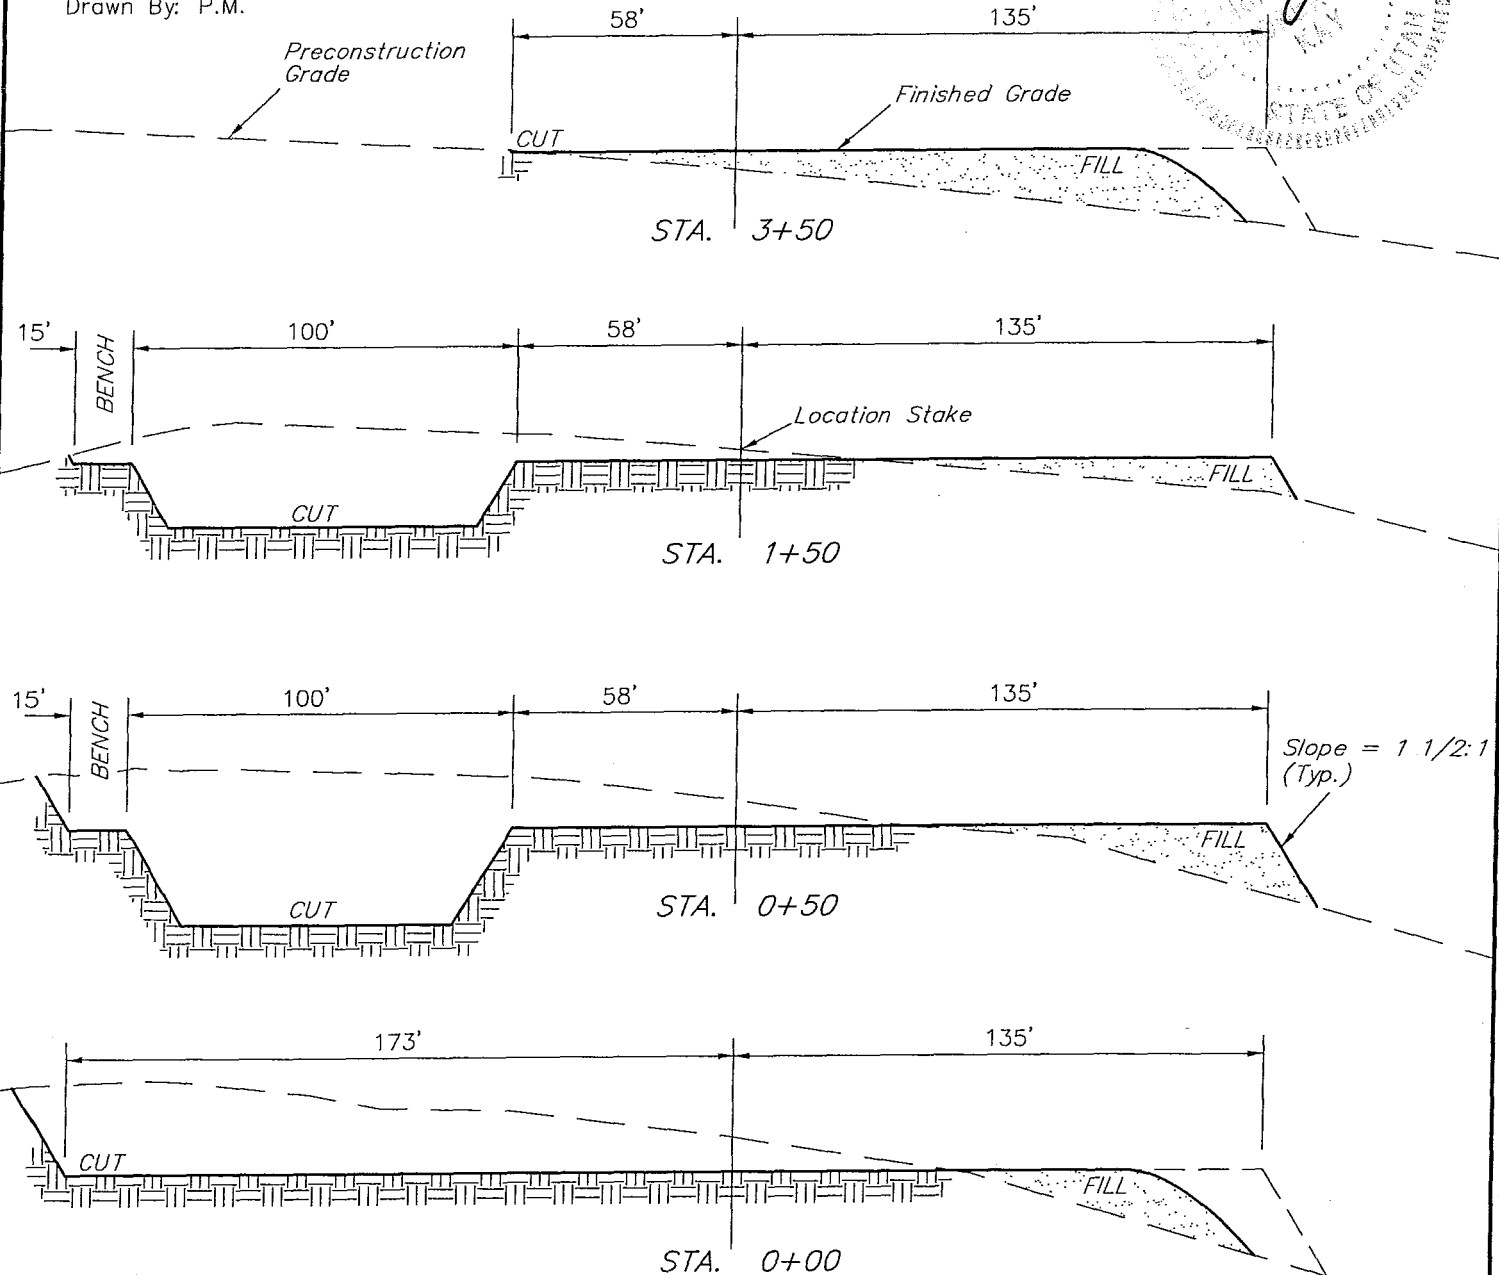 Drawn By: P.M.
58'
135'
Preconstruction
Grade
Finished Grade
KAY
STATE OF UTAH
CUT
FILL
STA. 3+50
15'
BENCH
100'
58'
135'
Location Stake
CUT
FILL
STA. 1+50
15'
BENCH
100'
58'
135'
Slope = 1 1/2:1
(Typ.)
CUT
FILL
STA. 0+50
173'
135'
CUT
FILL
STA. 0+00